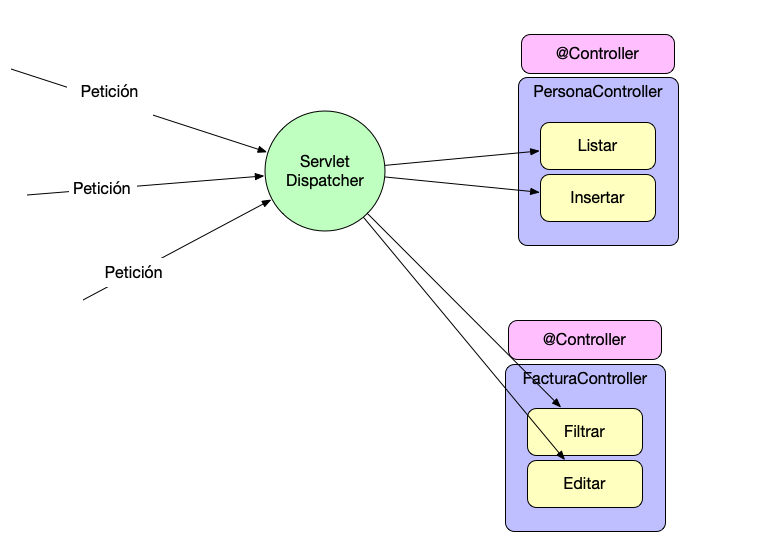 Petición
Petición
Petición
Servlet
Dispatcher
@Controller
PersonaController
Listar
Insertar
@Controller
FacturaController
Filtrar
Editar